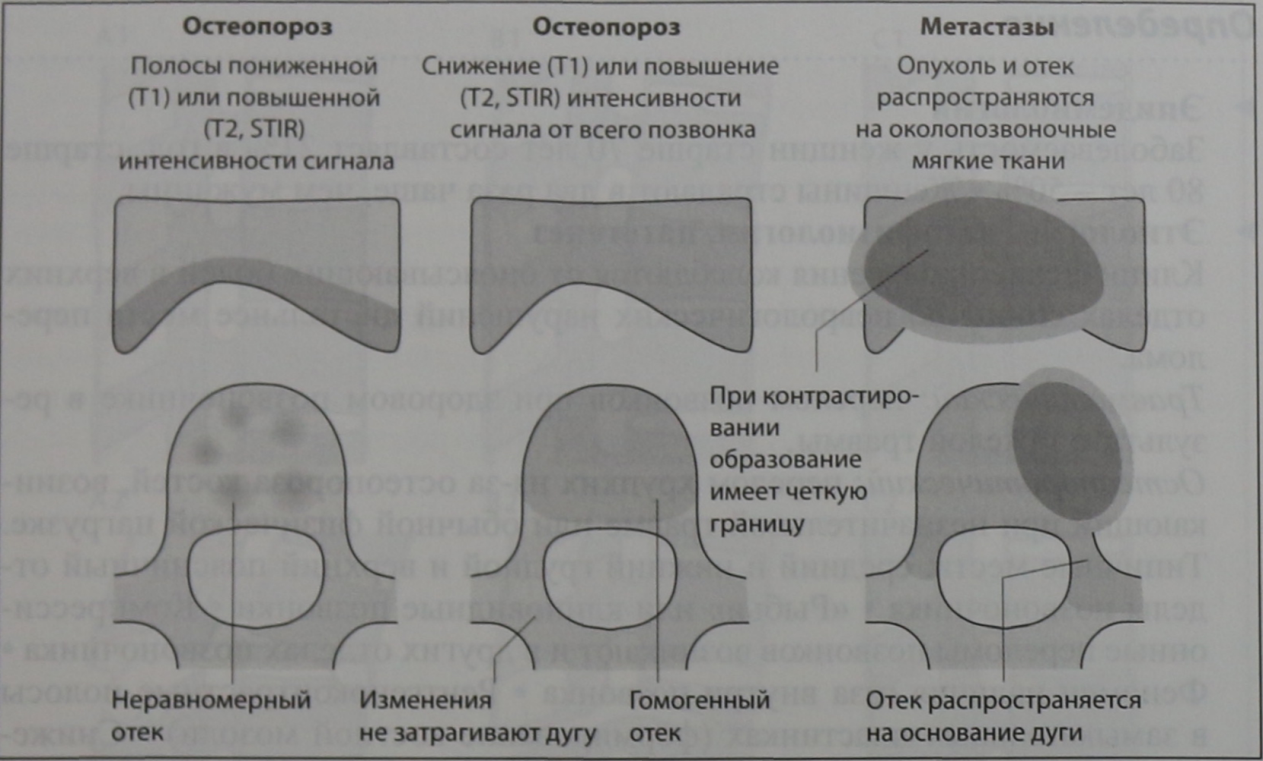 Остеопороз
Полосы пониженной
(T1) или повышенной
(T2, STIR)
интенсивности сигнала
Остеопороз
Снижение (T1) или повышение
(T2, STIR) интенсивности
сигнала от всего позвонка
Метастазы
Опухоль и отек
распространяются
на околопозвоночные
мягкие ткани
При контрастиро-
вании
образование
имеет четкую
границу
Неравномерный
отек
Изменения
не затрагивают дугу
Гомогенный
отек
Отек распространяется
на основание дуги